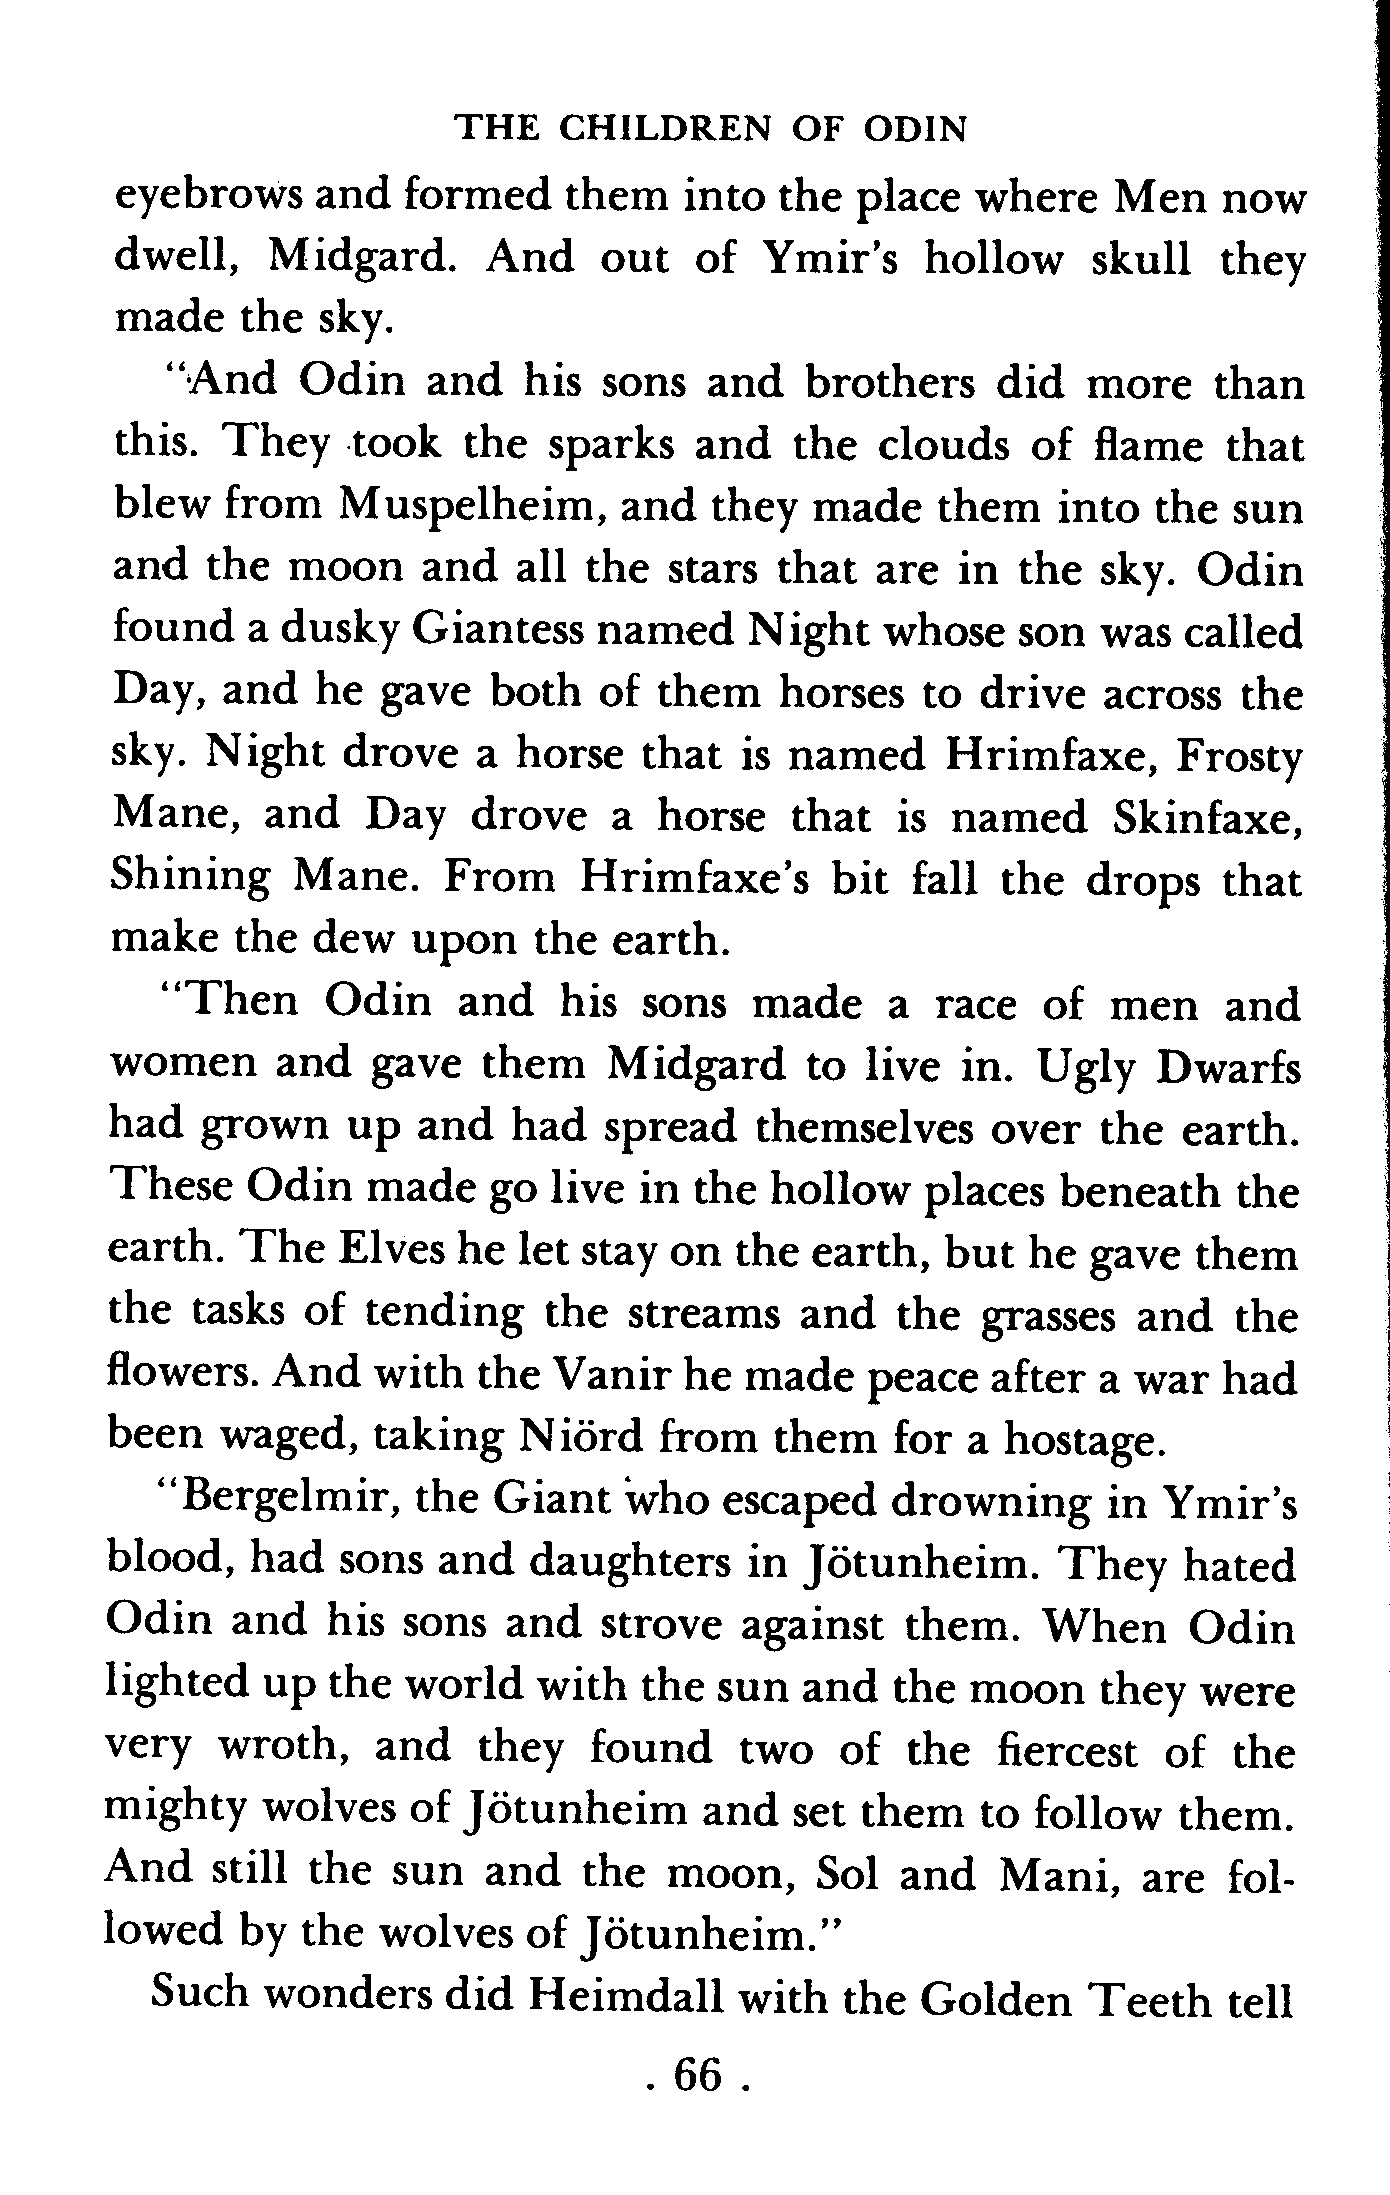 THE CHILDREN OF ODIN
eyebrows and formed them into the place where Men now
dwell, Midgard. And out of Ymir's hollow skull they
made the sky.
"And Odin and his sons and brothers did more than
this. They took the sparks and the clouds of flame that
blew from Muspelheim, and they made them into the sun
and the moon and all the stars that are in the sky. Odin
found a dusky Giantess named Night whose son was called
Day, and he gave both of them horses to drive across the
sky. Night drove a horse that is named Hrimfaxe, Frosty
Mane, and Day drove a horse that is named Skinfaxe,
Shining Mane. From Hrimfaxe's bit fall the drops that
make the dew upon the earth.
"Then Odin and his sons made a race of men and
women and gave them Midgard to live in. Ugly Dwarfs
had grown up and had spread themselves over the earth.
These Odin made go live in the hollow places beneath the
earth. The Elves he let stay on the earth, but he gave them
the tasks of tending the streams and the grasses and the
flowers. And with the Vanir he made peace after a war had
been waged, taking Niörd from them for a hostage.
"Bergelmir, the Giant who escaped drowning in Ymir's
blood, had sons and daughters in Jötunheim. They hated
Odin and his sons and strove against them. When Odin
lighted up the world with the sun and the moon they were
very wroth, and they found two of the fiercest of the
mighty wolves of Jötunheim and set them to follow them.
And still the sun and the moon, Sol and Mani, are fol-
lowed by the wolves of Jötunheim."
Such wonders did Heimdall with the Golden Teeth tell
. 66 .